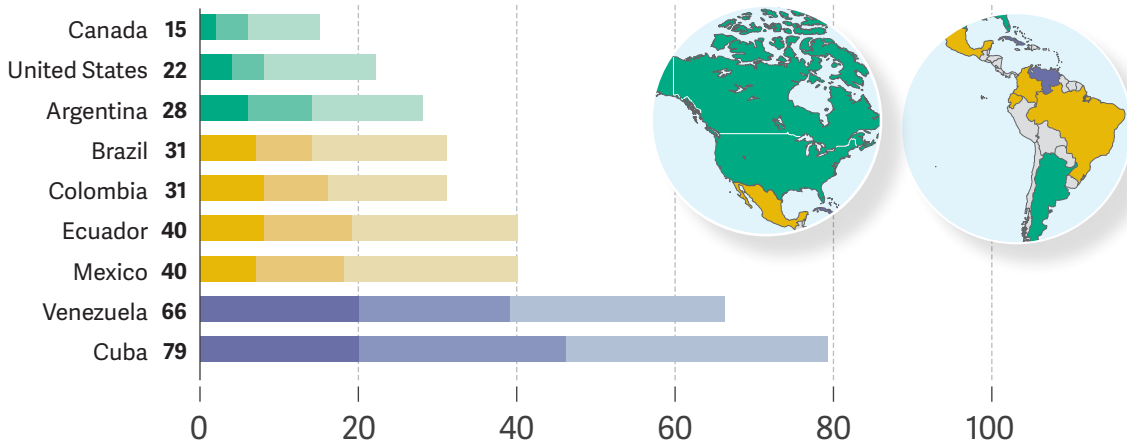 Canada 15
United States 22
Argentina 28
Brazil 31
Colombia 31
Ecuador 40
Mexico 40
Venezuela 66
Cuba 79
0 20 40 60 80 100